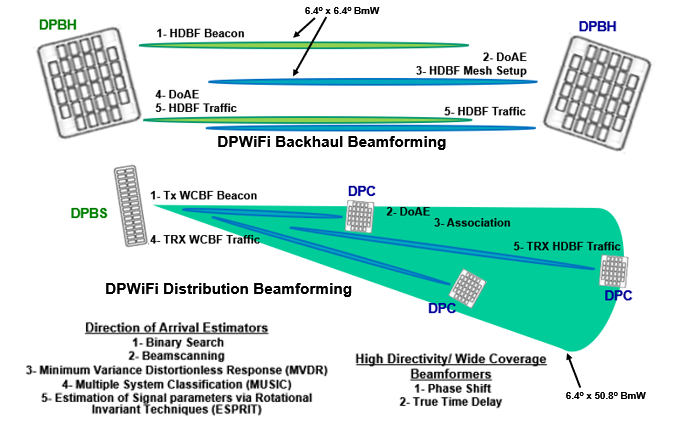 6.4º x 6.4º BmW
DPBH
DPBH
1- HDBF Beacon
2- DoAE
3- HDBF Mesh Setup
4- DoAE
5- HDBF Traffic
5- HDBF Traffic
DPWiFi Backhaul Beamforming
DPBS
1- Tx WCBF Beacon
DPC
2- DoAE
3- Association
4- TRX WCBF Traffic
5- TRX HDBF Traffic
DPC
DPC
DPWiFi Distribution Beamforming
Direction of Arrival Estimators
1- Binary Search
2- Beamscanning
3- Minimum Variance Distortionless Response (MVDR)
4- Multiple System Classification (MUSIC)
5- Estimation of Signal parameters via Rotational
Invariant Techniques (ESPRIT)
High Directivity/ Wide Coverage
Beamformers
1- Phase Shift
2- True Time Delay
6.4º x 50.8º BmW